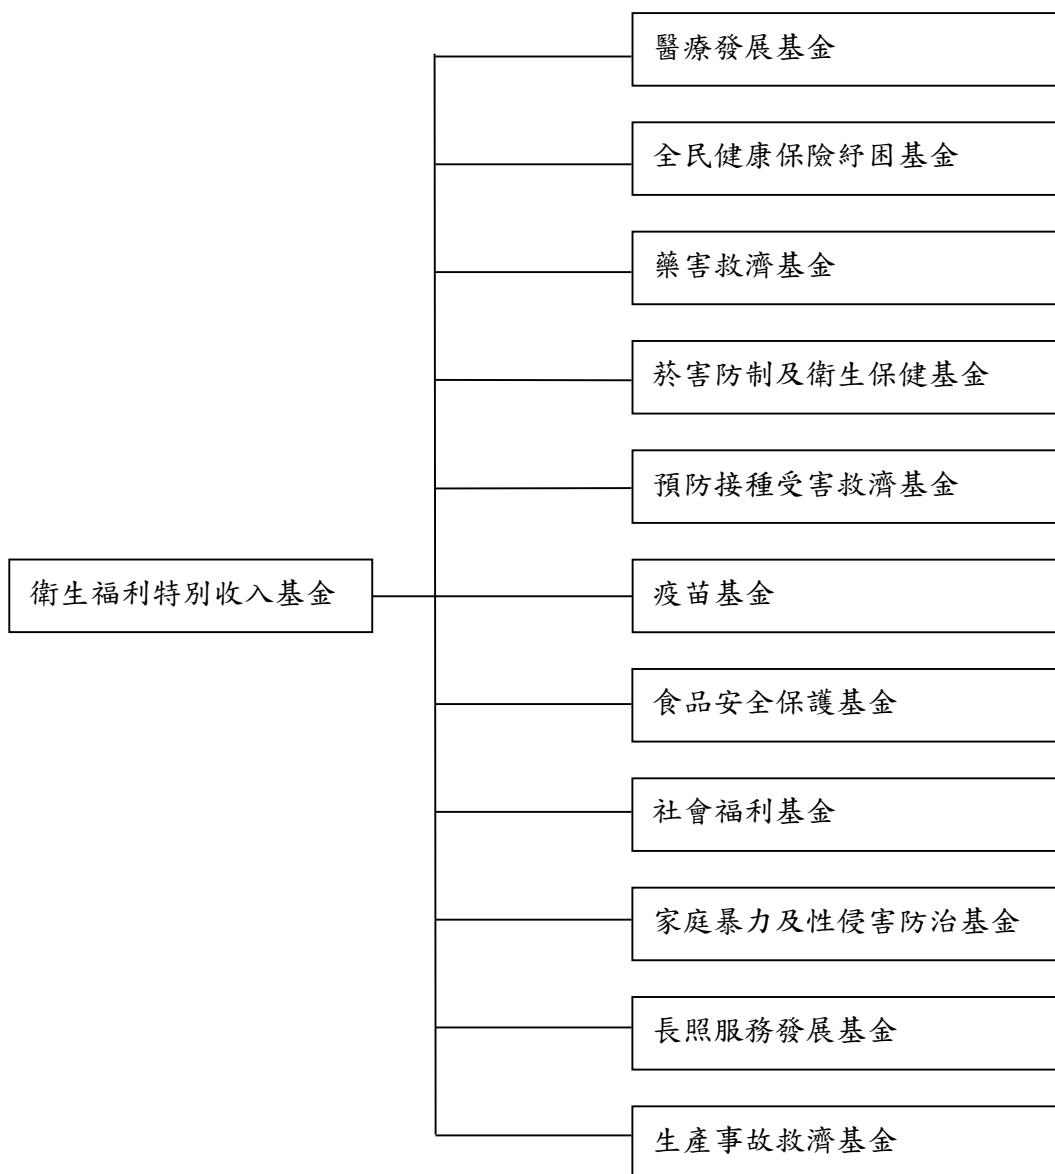 醫療發展基金
全民健康保險紓困基金
藥害救濟基金
菸害防制及衛生保健基金
預防接種受害救濟基金
衛生福利特別收入基金
疫苗基金
食品安全保護基金
社會福利基金
家庭暴力及性侵害防治基金
長照服務發展基金
生產事故救濟基金